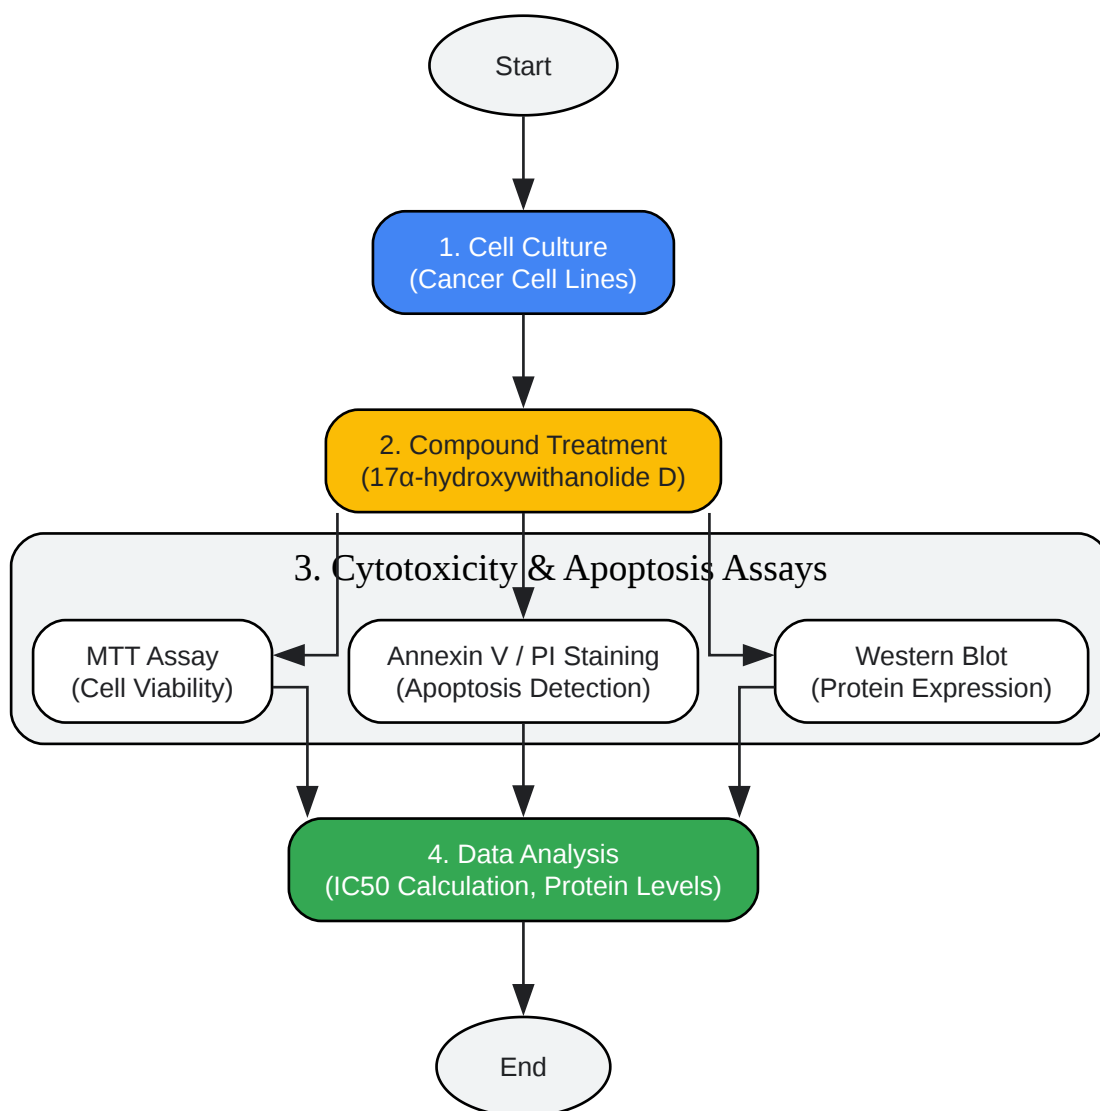 Start
1. Cell Culture
(Cancer Cell Lines)
2. Compound Treatment
(17α-hydroxywithanolide D)
3. Cytotoxicity & Apoptosis Assays
MTT Assay
(Cell Viability)
Annexin V / PI Staining
(Apoptosis Detection)
Western Blot
(Protein Expression)
4. Data Analysis
(IC50 Calculation, Protein Levels)
End